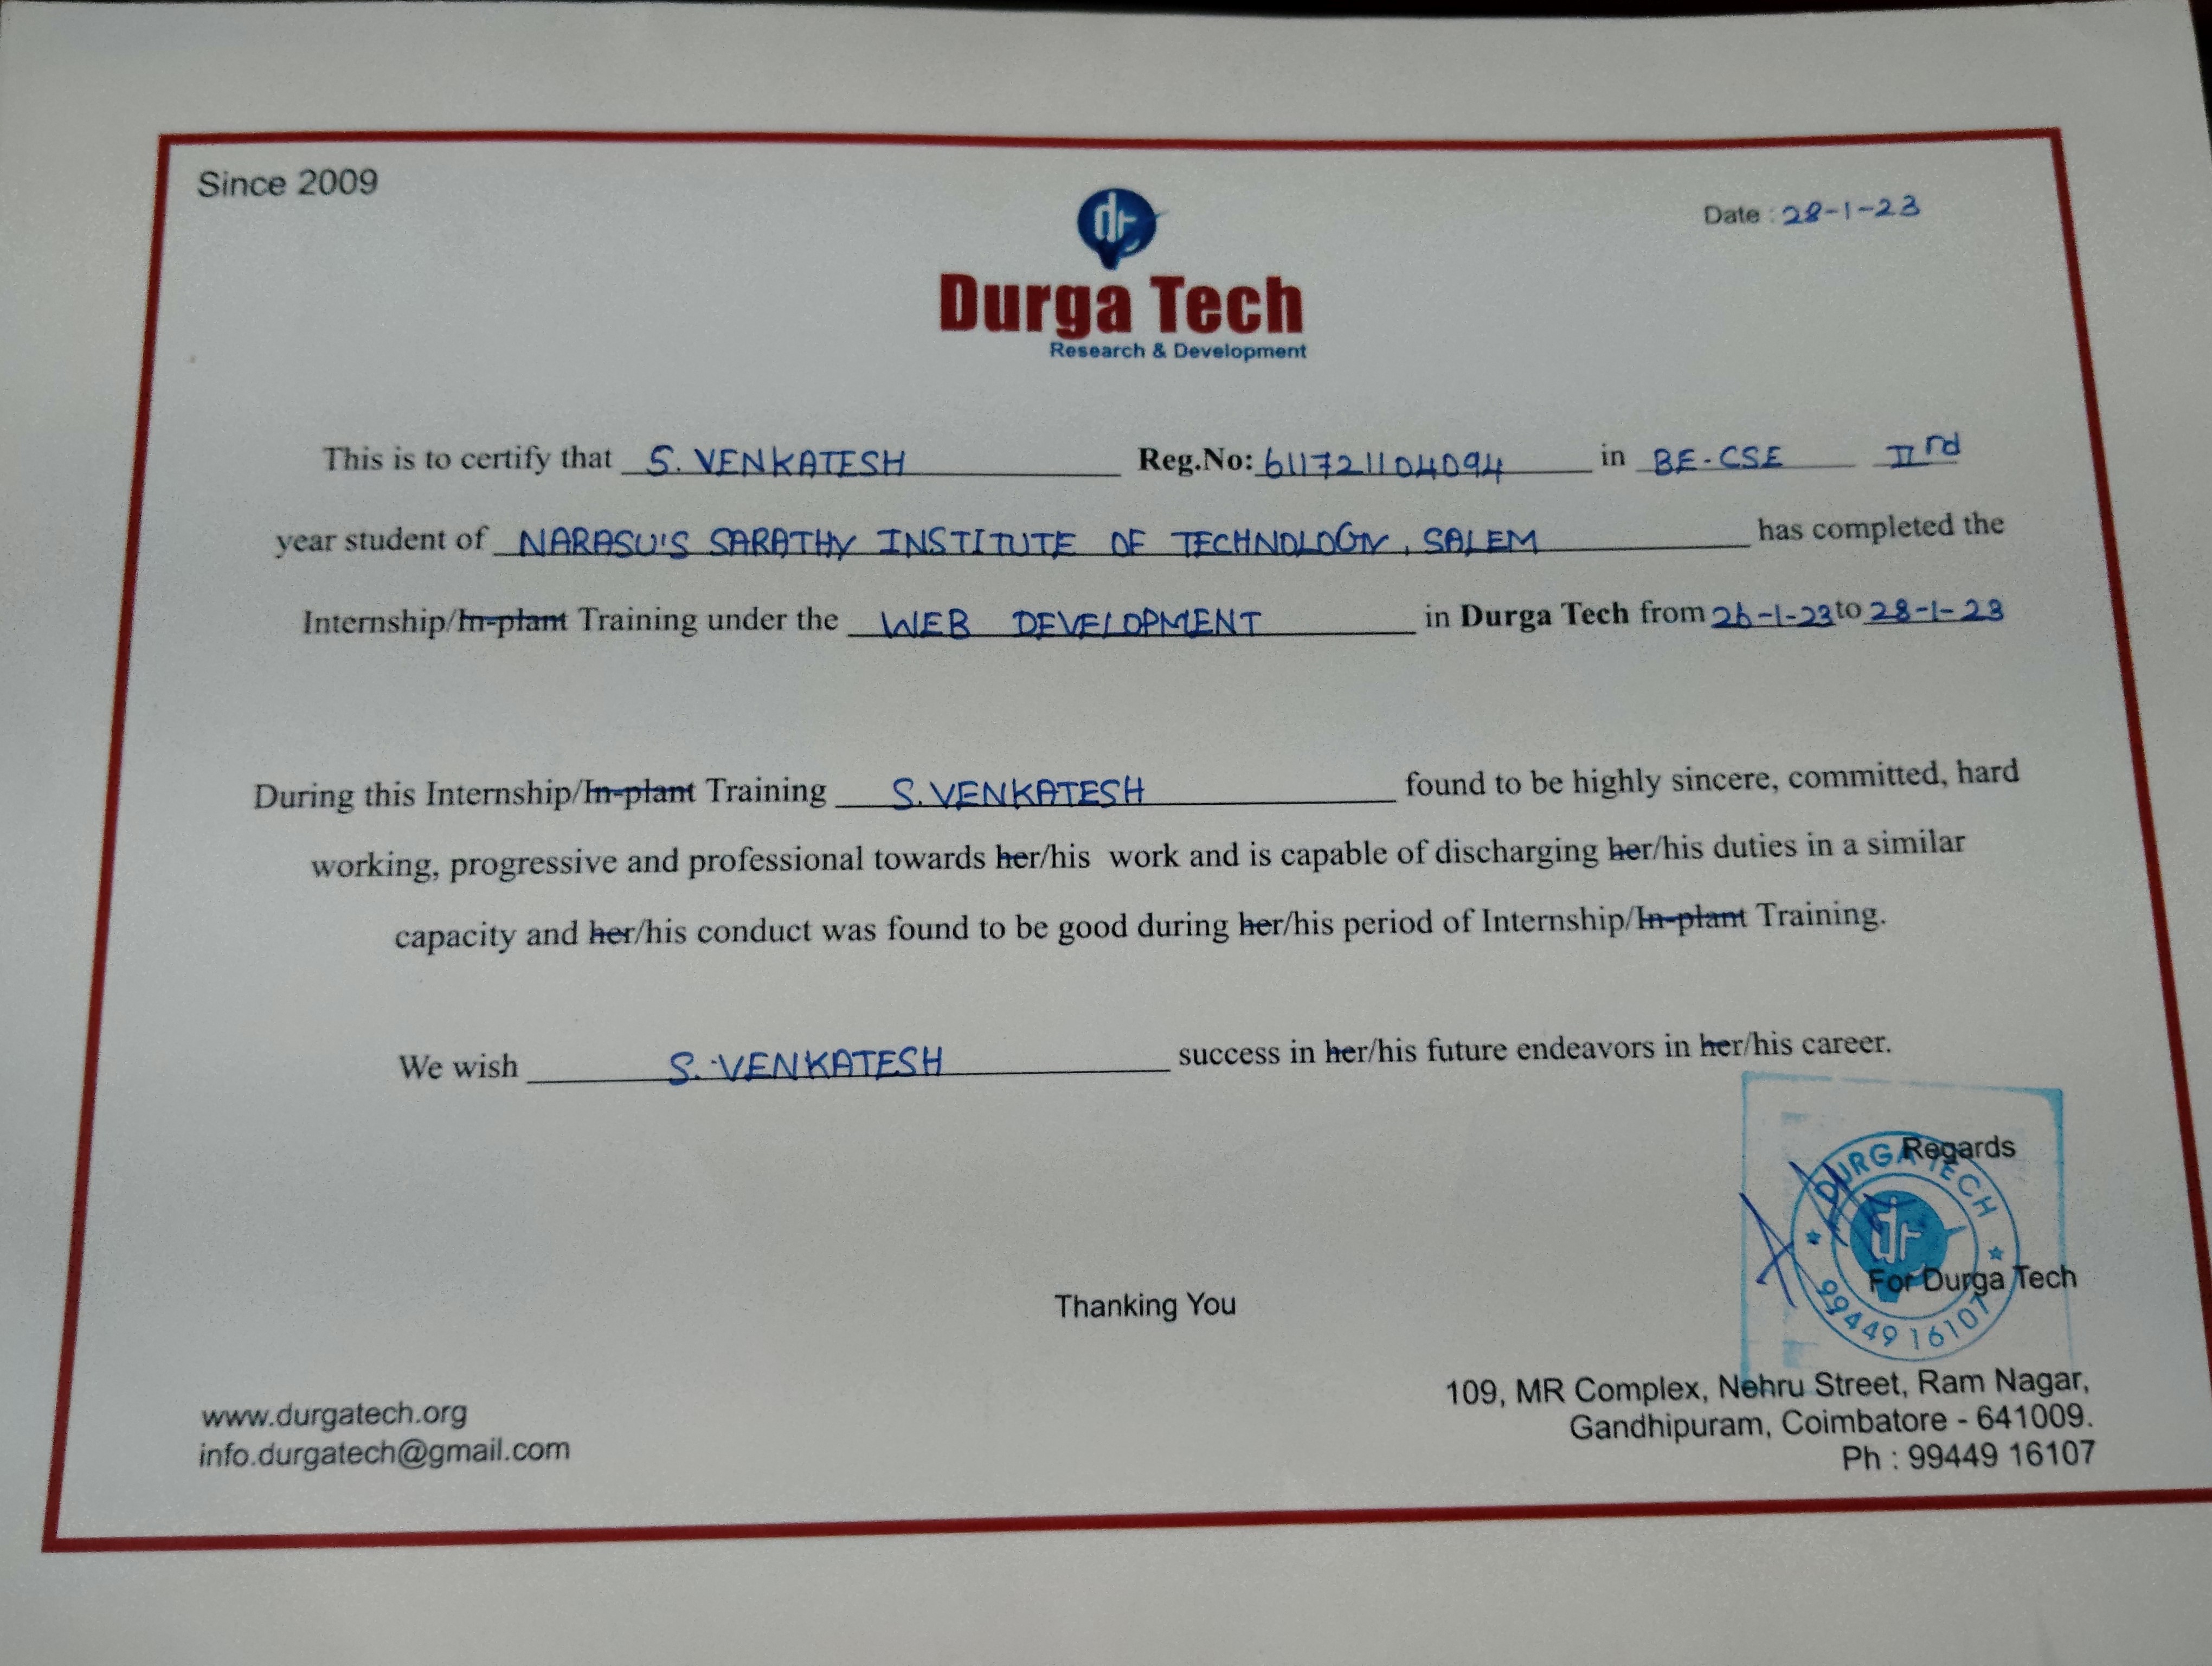 Since 2009
Date : 28-1-23
dt
Durga Tech
Research & Development
This is to certify that S. VENKATESH Reg.No: 611721104094 in BE-CSE IIrd
year student of NARASU'S SARATHY INSTITUTE OF TECHNOLOGY, SALEM has completed the
Internship/In-plant Training under the WEB DEVELOPMENT in Durga Tech from 26-1-23 to 28-1-23
During this Internship/In-plant Training S.VENKATESH found to be highly sincere, committed, hard
working, progressive and professional towards her/his work and is capable of discharging her/his duties in a similar
capacity and her/his conduct was found to be good during her/his period of Internship/In-plant Training.
We wish S. VENKATESH success in her/his future endeavors in her/his career.
Regards
DURGA TECH
dt
99449 16107
For Durga Tech
Thanking You
www.durgatech.org
info.durgatech@gmail.com
109, MR Complex, Nehru Street, Ram Nagar,
Gandhipuram, Coimbatore - 641009.
Ph : 99449 16107